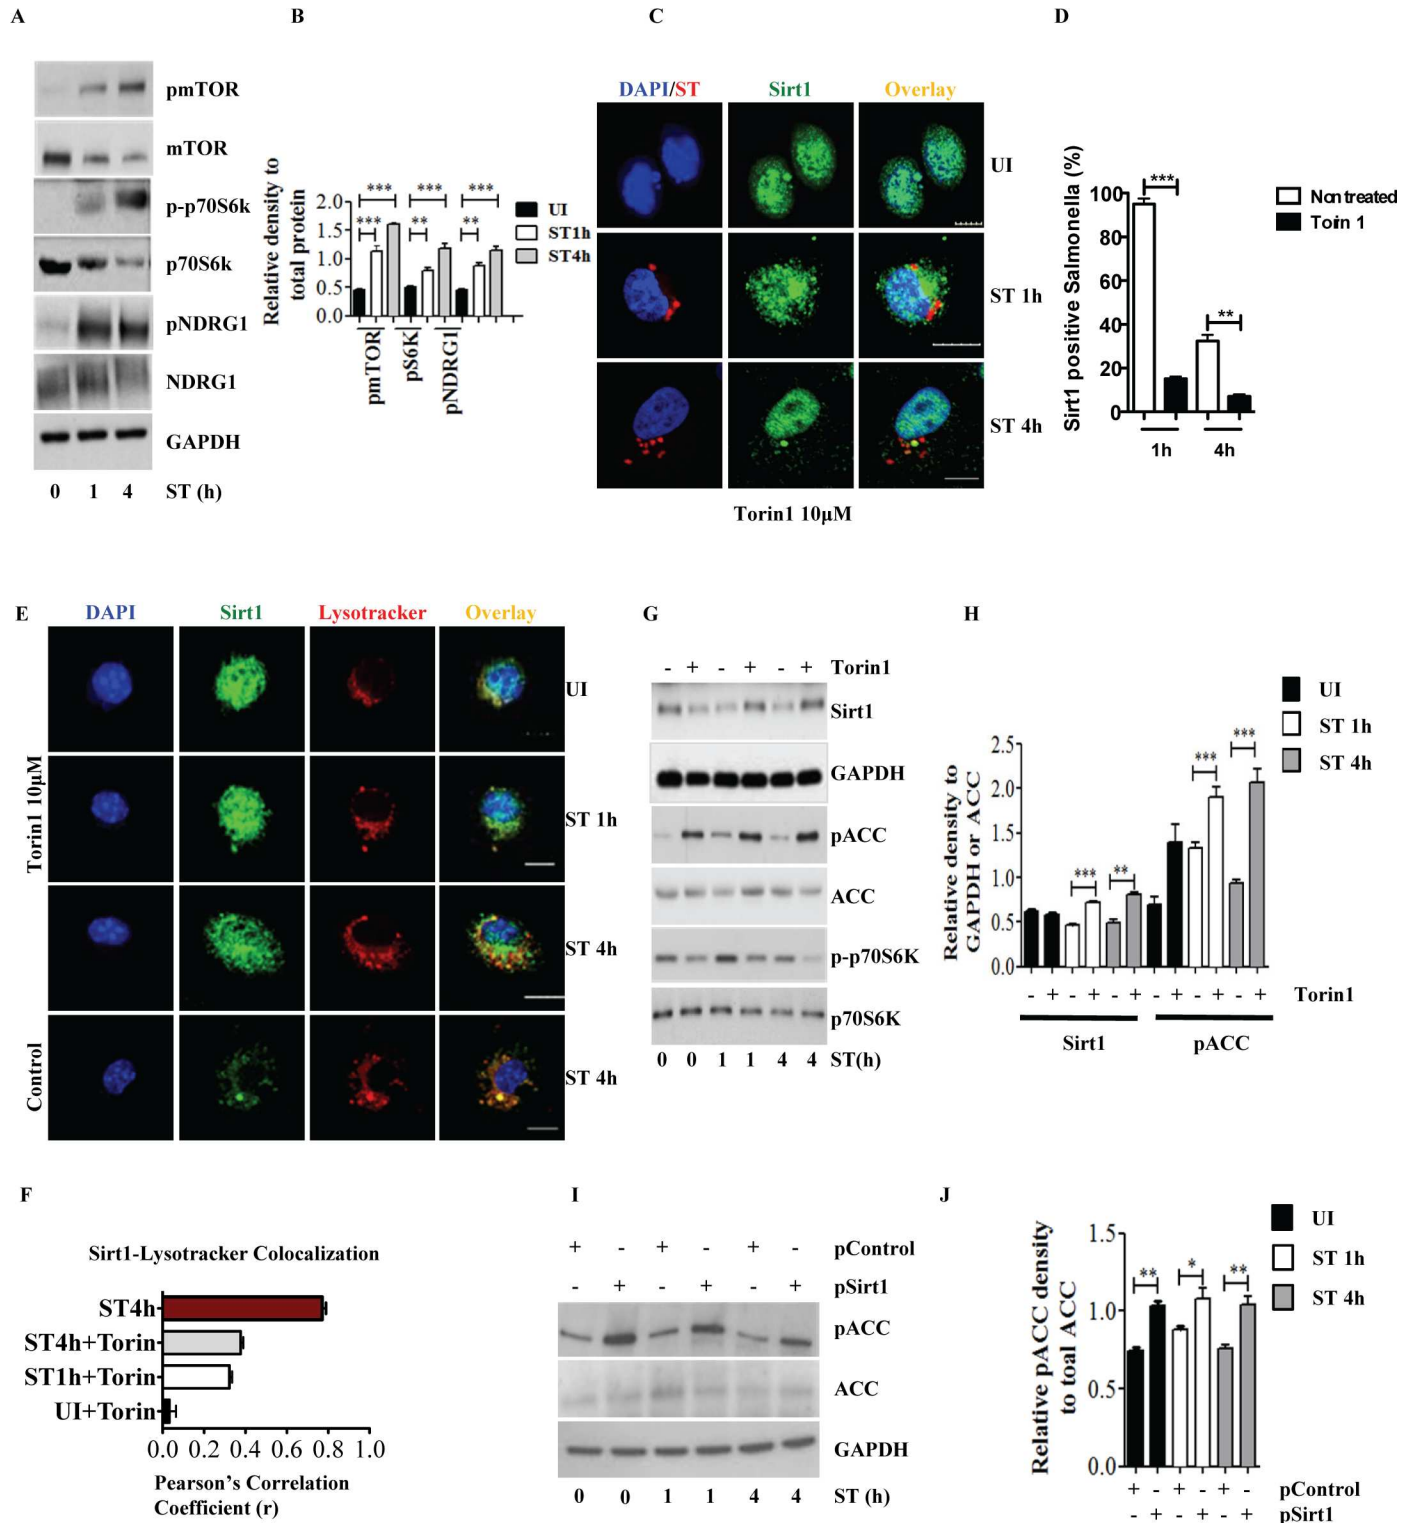 A
pmTOR
mTOR
p-p70S6k
p70S6k
pNDRG1
NDRG1
GAPDH
0 1 4 ST (h)
B
Relative density to
total protein
2.0
1.5
1.0
0.5
0.0
*** *** ***
*** ** **
UI
ST1h
ST4h
pmTOR
pS6K
pNDRG1
C
DAPI/ST Sirt1 Overlay
UI
ST 1h
ST 4h
Torin1 10μM
D
Sirt1 positive Salmonella (%)
100
80
60
40
20
0
***
**
1h 4h
Non treated
Torin 1
E
DAPI Sirt1 Lysotracker Overlay
Torin1 10μM
Control
UI
ST 1h
ST 4h
ST 4h
G
- + - + - + Torin1
Sirt1
GAPDH
pACC
ACC
p-p70S6K
p70S6K
0 0 1 1 4 4 ST(h)
H
UI
ST 1h
ST 4h
Relative density to
GAPDH or ACC
2.5
2.0
1.5
1.0
0.5
0.0
*** ** *** ***
- + - + - + - + - + - + Torin1
Sirt1 pACC
F
Sirt1-Lysotracker Colocalization
ST4h
ST4h+Torin
ST1h+Torin
UI+Torin
0.0 0.2 0.4 0.6 0.8 1.0
Pearson's Correlation
Coefficient (r)
I
+ - + - + - pControl
- + - + - + pSirt1
pACC
ACC
GAPDH
0 0 1 1 4 4 ST (h)
J
UI
ST 1h
ST 4h
Relative pACC density
to toal ACC
1.5
1.0
0.5
0.0
** * **
+ - + - + - pControl
- + - + - + pSirt1